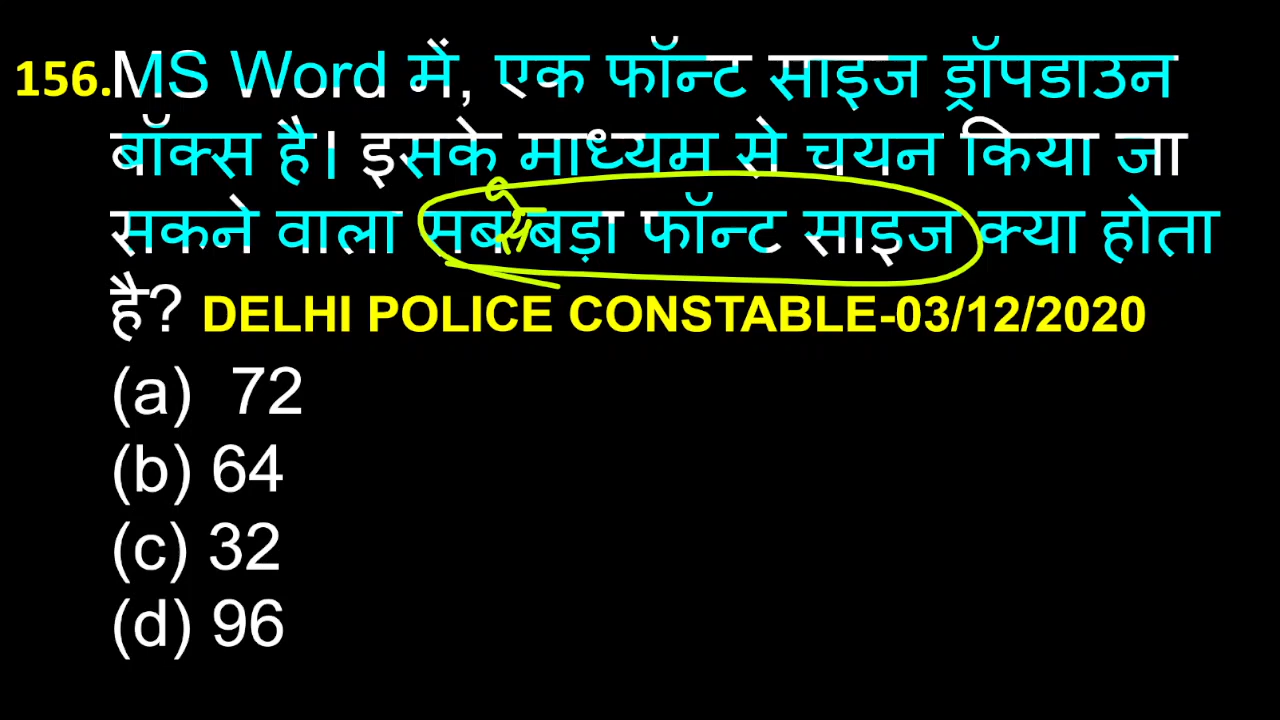 156.MS Word में, एक फॉन्ट साइज ड्रॉपडाउन
बॉक्स है। इसके माध्यम से चयन किया जा
सकने वाला सबसे बड़ा फॉन्ट साइज क्या होता
है? DELHI POLICE CONSTABLE-03/12/2020
(a) 72
(b) 64
(c) 32
(d) 96